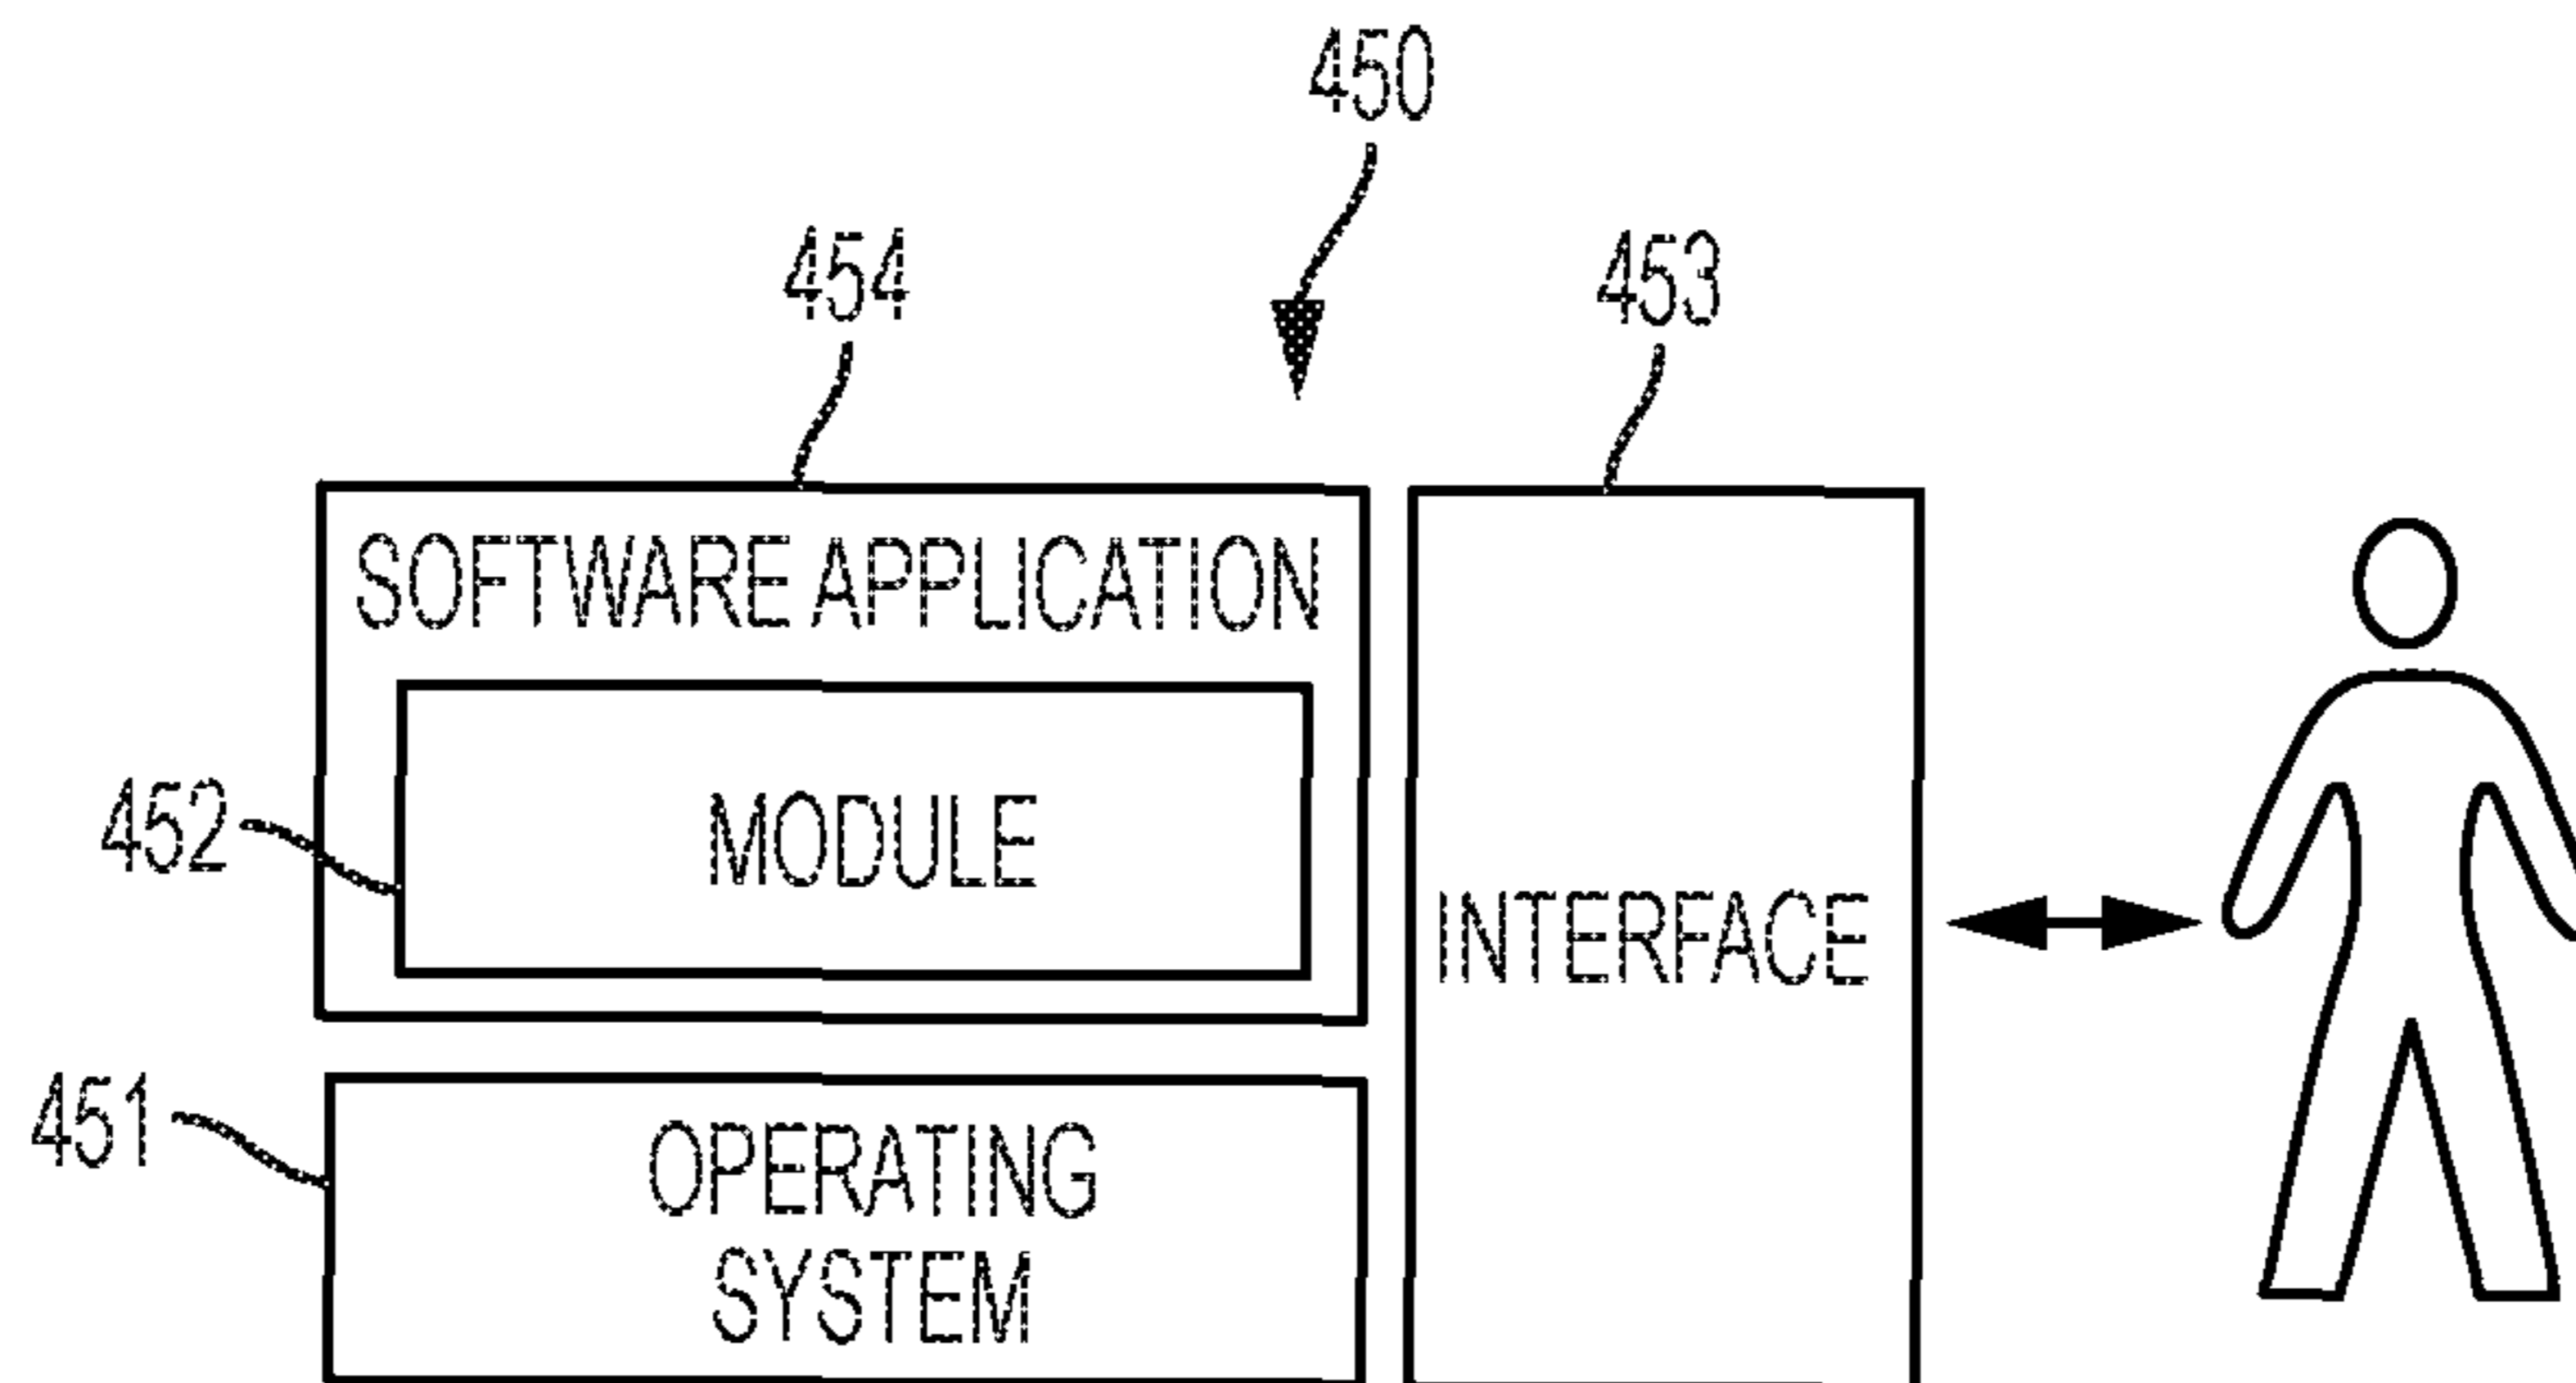 450
454
453
SOFTWARE APPLICATION
452
MODULE
INTERFACE
451
OPERATING
SYSTEM